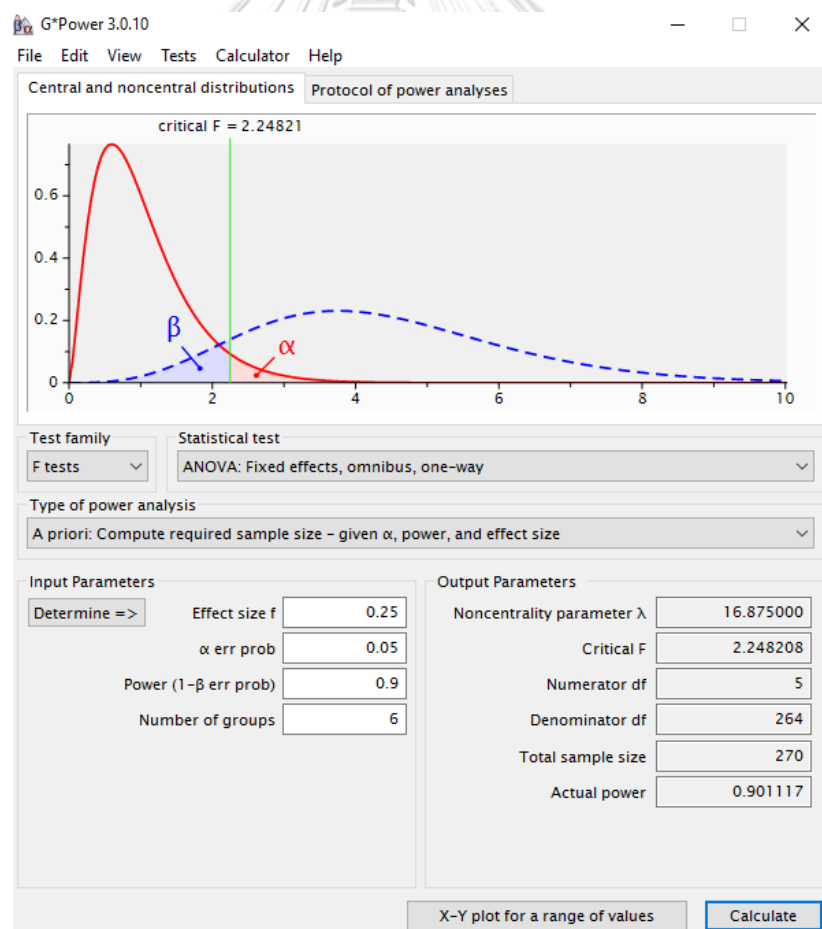 G*Power 3.0.10
File Edit View Tests Calculator Help
Central and noncentral distributions Protocol of power analyses
critical F = 2.24821
0.6
0.4
0.2
0
β
α
0 2 4 6 8 10
Test family Statistical test
F tests ANOVA: Fixed effects, omnibus, one-way
Type of power analysis
A priori: Compute required sample size - given α, power, and effect size
Input Parameters Output Parameters
Determine => Effect size f 0.25 Noncentrality parameter λ 16.875000
α err prob 0.05 Critical F 2.248208
Power (1-β err prob) 0.9 Numerator df 5
Number of groups 6 Denominator df 264
Total sample size 270
Actual power 0.901117
X-Y plot for a range of values Calculate